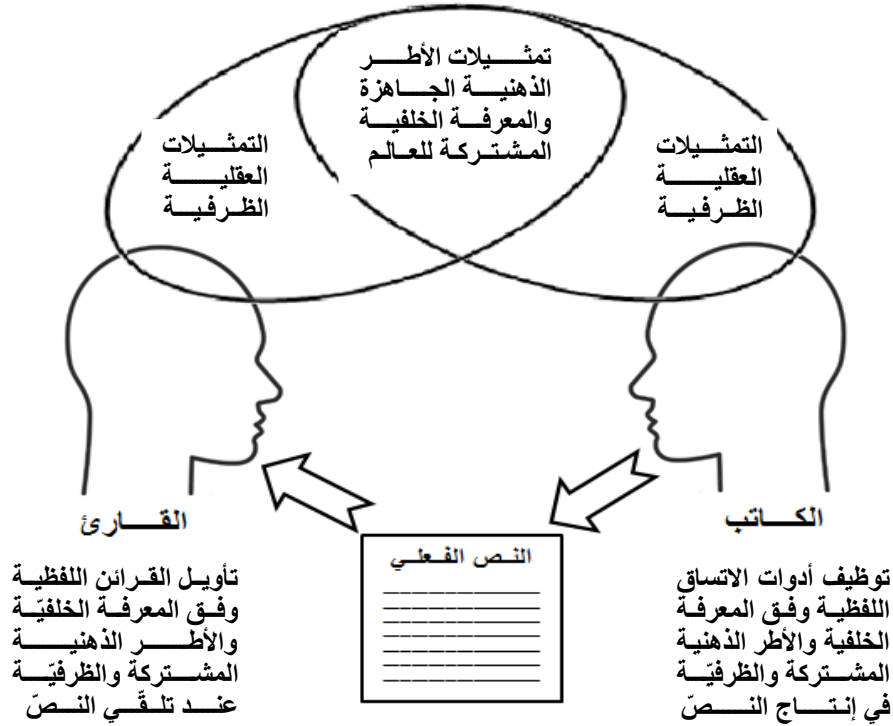 تمثيلات الأطر
الذهنية الجاهزة
والمعرفة الخلفية
المشتركة للعالم
التمثيلات
العقلية
الظرفية
التمثيلات
العقلية
الظرفية
الكاتب
القارئ
النص الفعلي
توظيف أدوات الاتساق
اللفظية وفق المعرفة
الخلفية والأطر الذهنية
المشتركة والظرفيّة
في إنتاج النصّ
تأويل القرائن اللفظية
وفق المعرفة الخلفيّة
والأطر الذهنية
المشتركة والظرفيّة
عند تلقّي النصّ